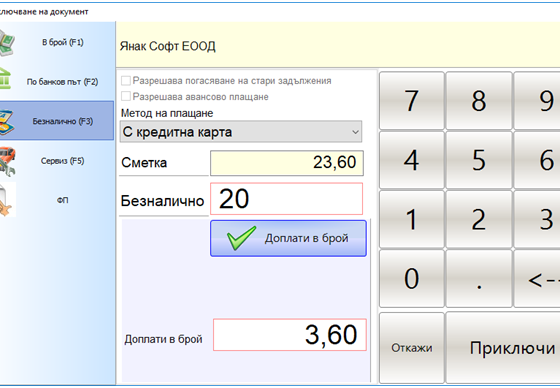 ключване на документ
В брой (F1)
По банков път (F2)
Безналично (F3)
Сервиз (F5)
ФП
Янак Софт ЕООД
Разрешава погасяване на стари задължения
Разрешава авансово плащане
Метод на плащане
С кредитна карта
Сметка
23,60
Безналично
20
Доплати в брой
Доплати в брой
3,60
7 8 9
4 5 6
1 2 3
0 . <--
Откажи
Приключи